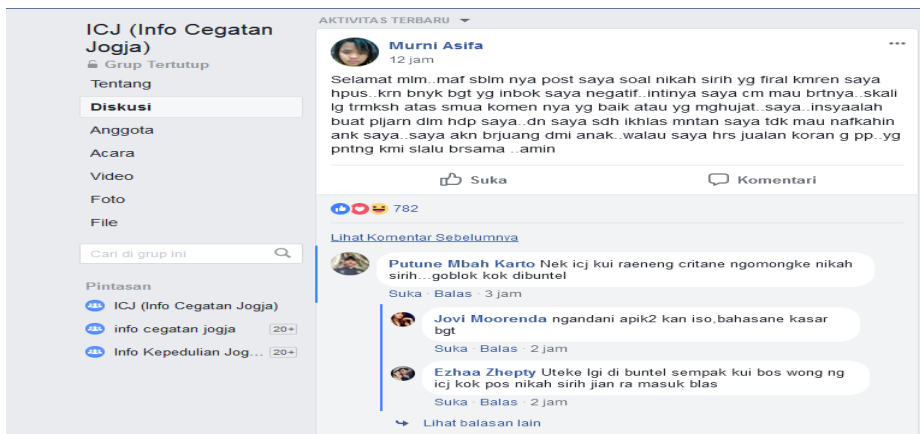 ICJ (Info Cegatan
Jogja)
Grup Tertutup
Tentang
Diskusi
Anggota
Acara
Video
Foto
File
Cari di grup ini
Pintasan
ICJ (Info Cegatan Jogja)
info cegatan jogja 20+
Info Kepedulian Jog... 20+
AKTIVITAS TERBARU
Murni Asifa
12 jam
Selamat mlm..maf sblm nya post saya soal nikah sirih yg firal kmren saya
hpus..krn bnyk bgt yg inbok saya negatif..intinya saya cm mau brtnya..skali
lg trmksh atas smua komen nya yg baik atau yg mghujat..saya..insyaalah
buat pljarn dlm hdp saya..dn saya sdh ikhlas mntan saya tdk mau nafkahin
ank saya..saya akn brjuang dmi anak..walau saya hrs jualan koran g pp..yg
pntng kmi slalu brsama ..amin
Suka Komentari
782
Lihat Komentar Sebelumnya
Putune Mbah Karto Nek icj kui raeneng critane ngomongke nikah
sirih...goblok kok dibuntel
Suka · Balas · 3 jam
Jovi Moorenda ngandani apik2 kan iso,bahasane kasar
bgt
Suka · Balas · 2 jam
Ezhaa Zhepty Uteke lgi di buntel sempak kui bos wong ng
icj kok pos nikah sirih jian ra masuk blas
Suka · Balas · 2 jam
Lihat balasan lain